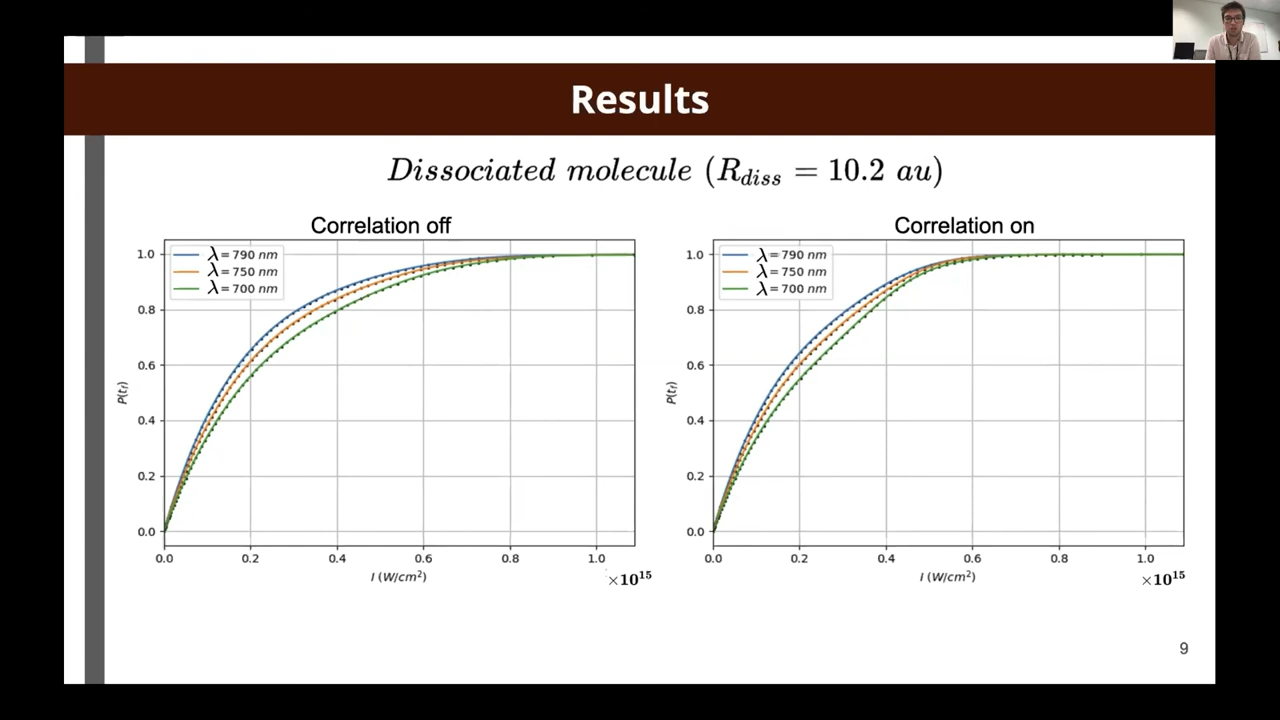 Results
Dissociated molecule (R_diss = 10.2 au)
Correlation off
λ = 790 nm
λ = 750 nm
λ = 700 nm
1.0
0.8
0.6
0.4
0.2
0.0
P(t_f)
0.0 0.2 0.4 0.6 0.8 1.0
I (W/cm²)
×10¹⁵
Correlation on
λ = 790 nm
λ = 750 nm
λ = 700 nm
1.0
0.8
0.6
0.4
0.2
0.0
P(t_f)
0.0 0.2 0.4 0.6 0.8 1.0
I (W/cm²)
×10¹⁵
9